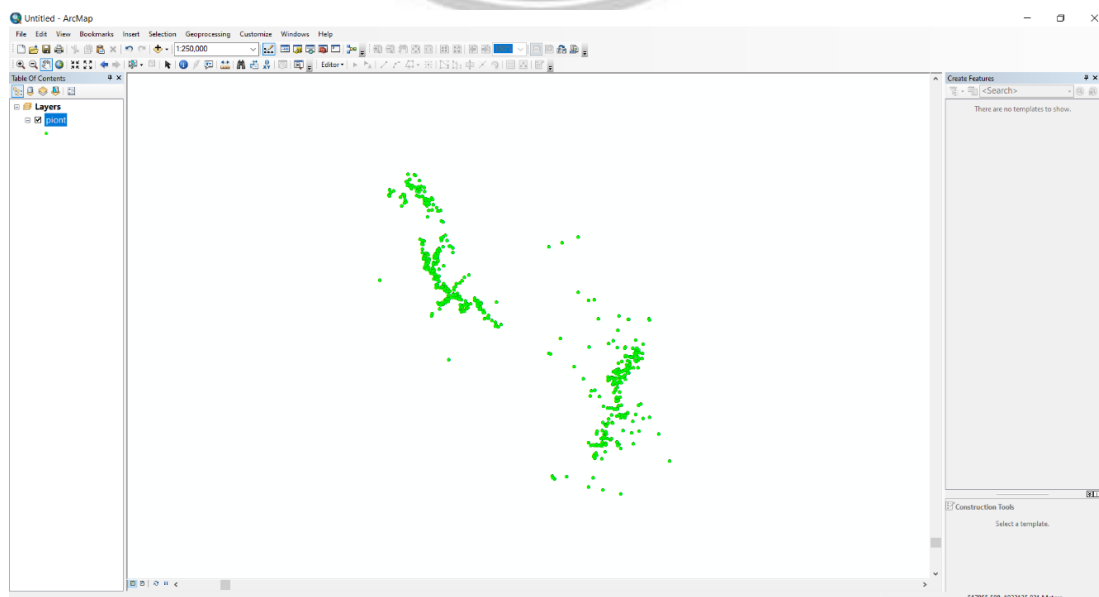 Untitled - ArcMap
File Edit View Bookmarks Insert Selection Geoprocessing Customize Windows Help
1:250,000
Editor
Table Of Contents
Create Features
<Search>
There are no templates to show.
Layers
piont
Construction Tools
Select a template.
Meters